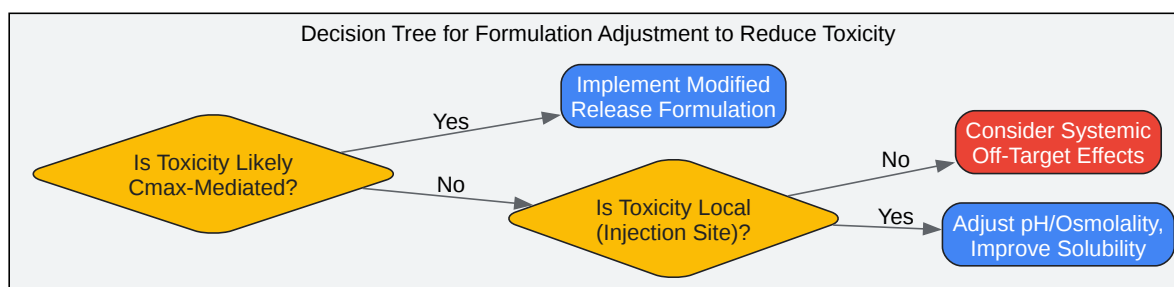 Decision Tree for Formulation Adjustment to Reduce Toxicity
Implement Modified
Release Formulation
Yes
Is Toxicity Likely
Cmax-Mediated?
No
Is Toxicity Local
(Injection Site)?
No
Consider Systemic
Off-Target Effects
Yes
Adjust pH/Osmolality,
Improve Solubility